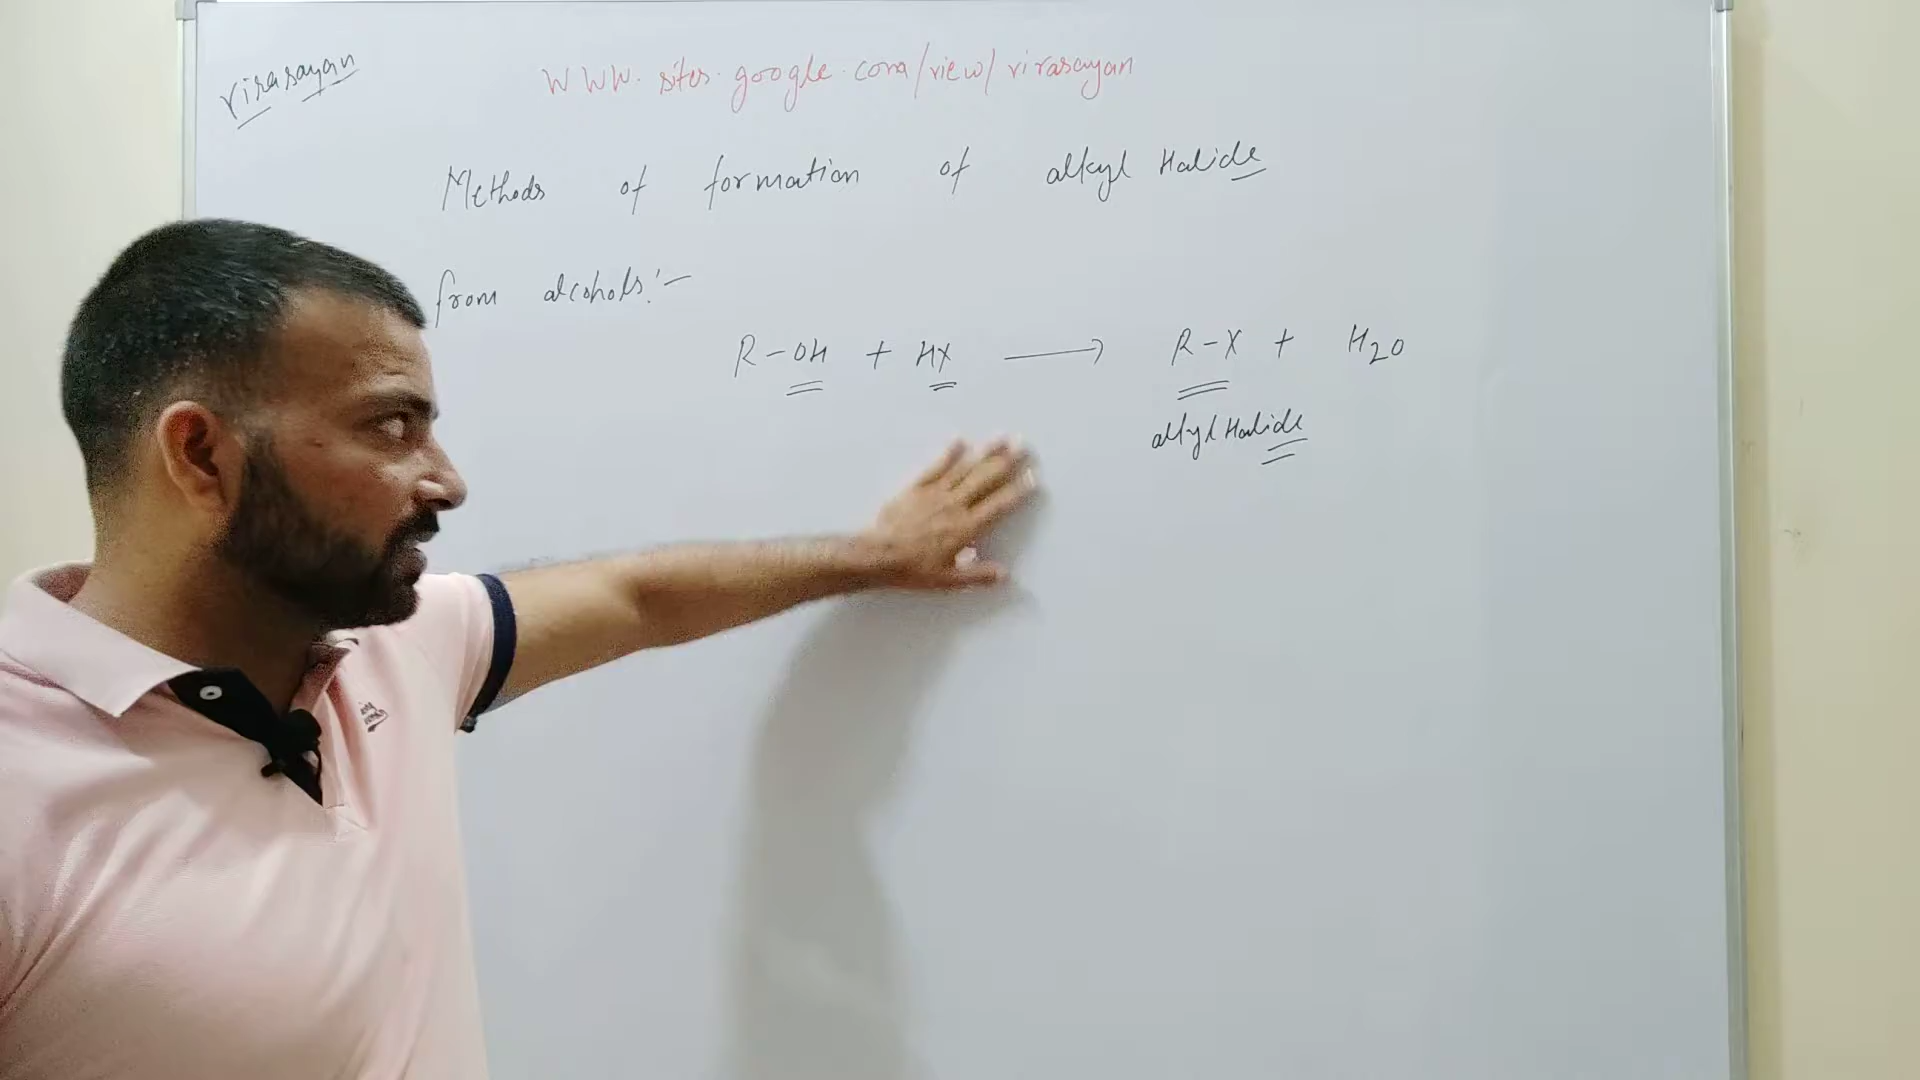 virasayan
www.sites.google.com/view/virasayan
Methods of formation of alkyl Halide
from alcohols:-
R-OH + HX ⟶ R-X + H2O
alkyl Halide